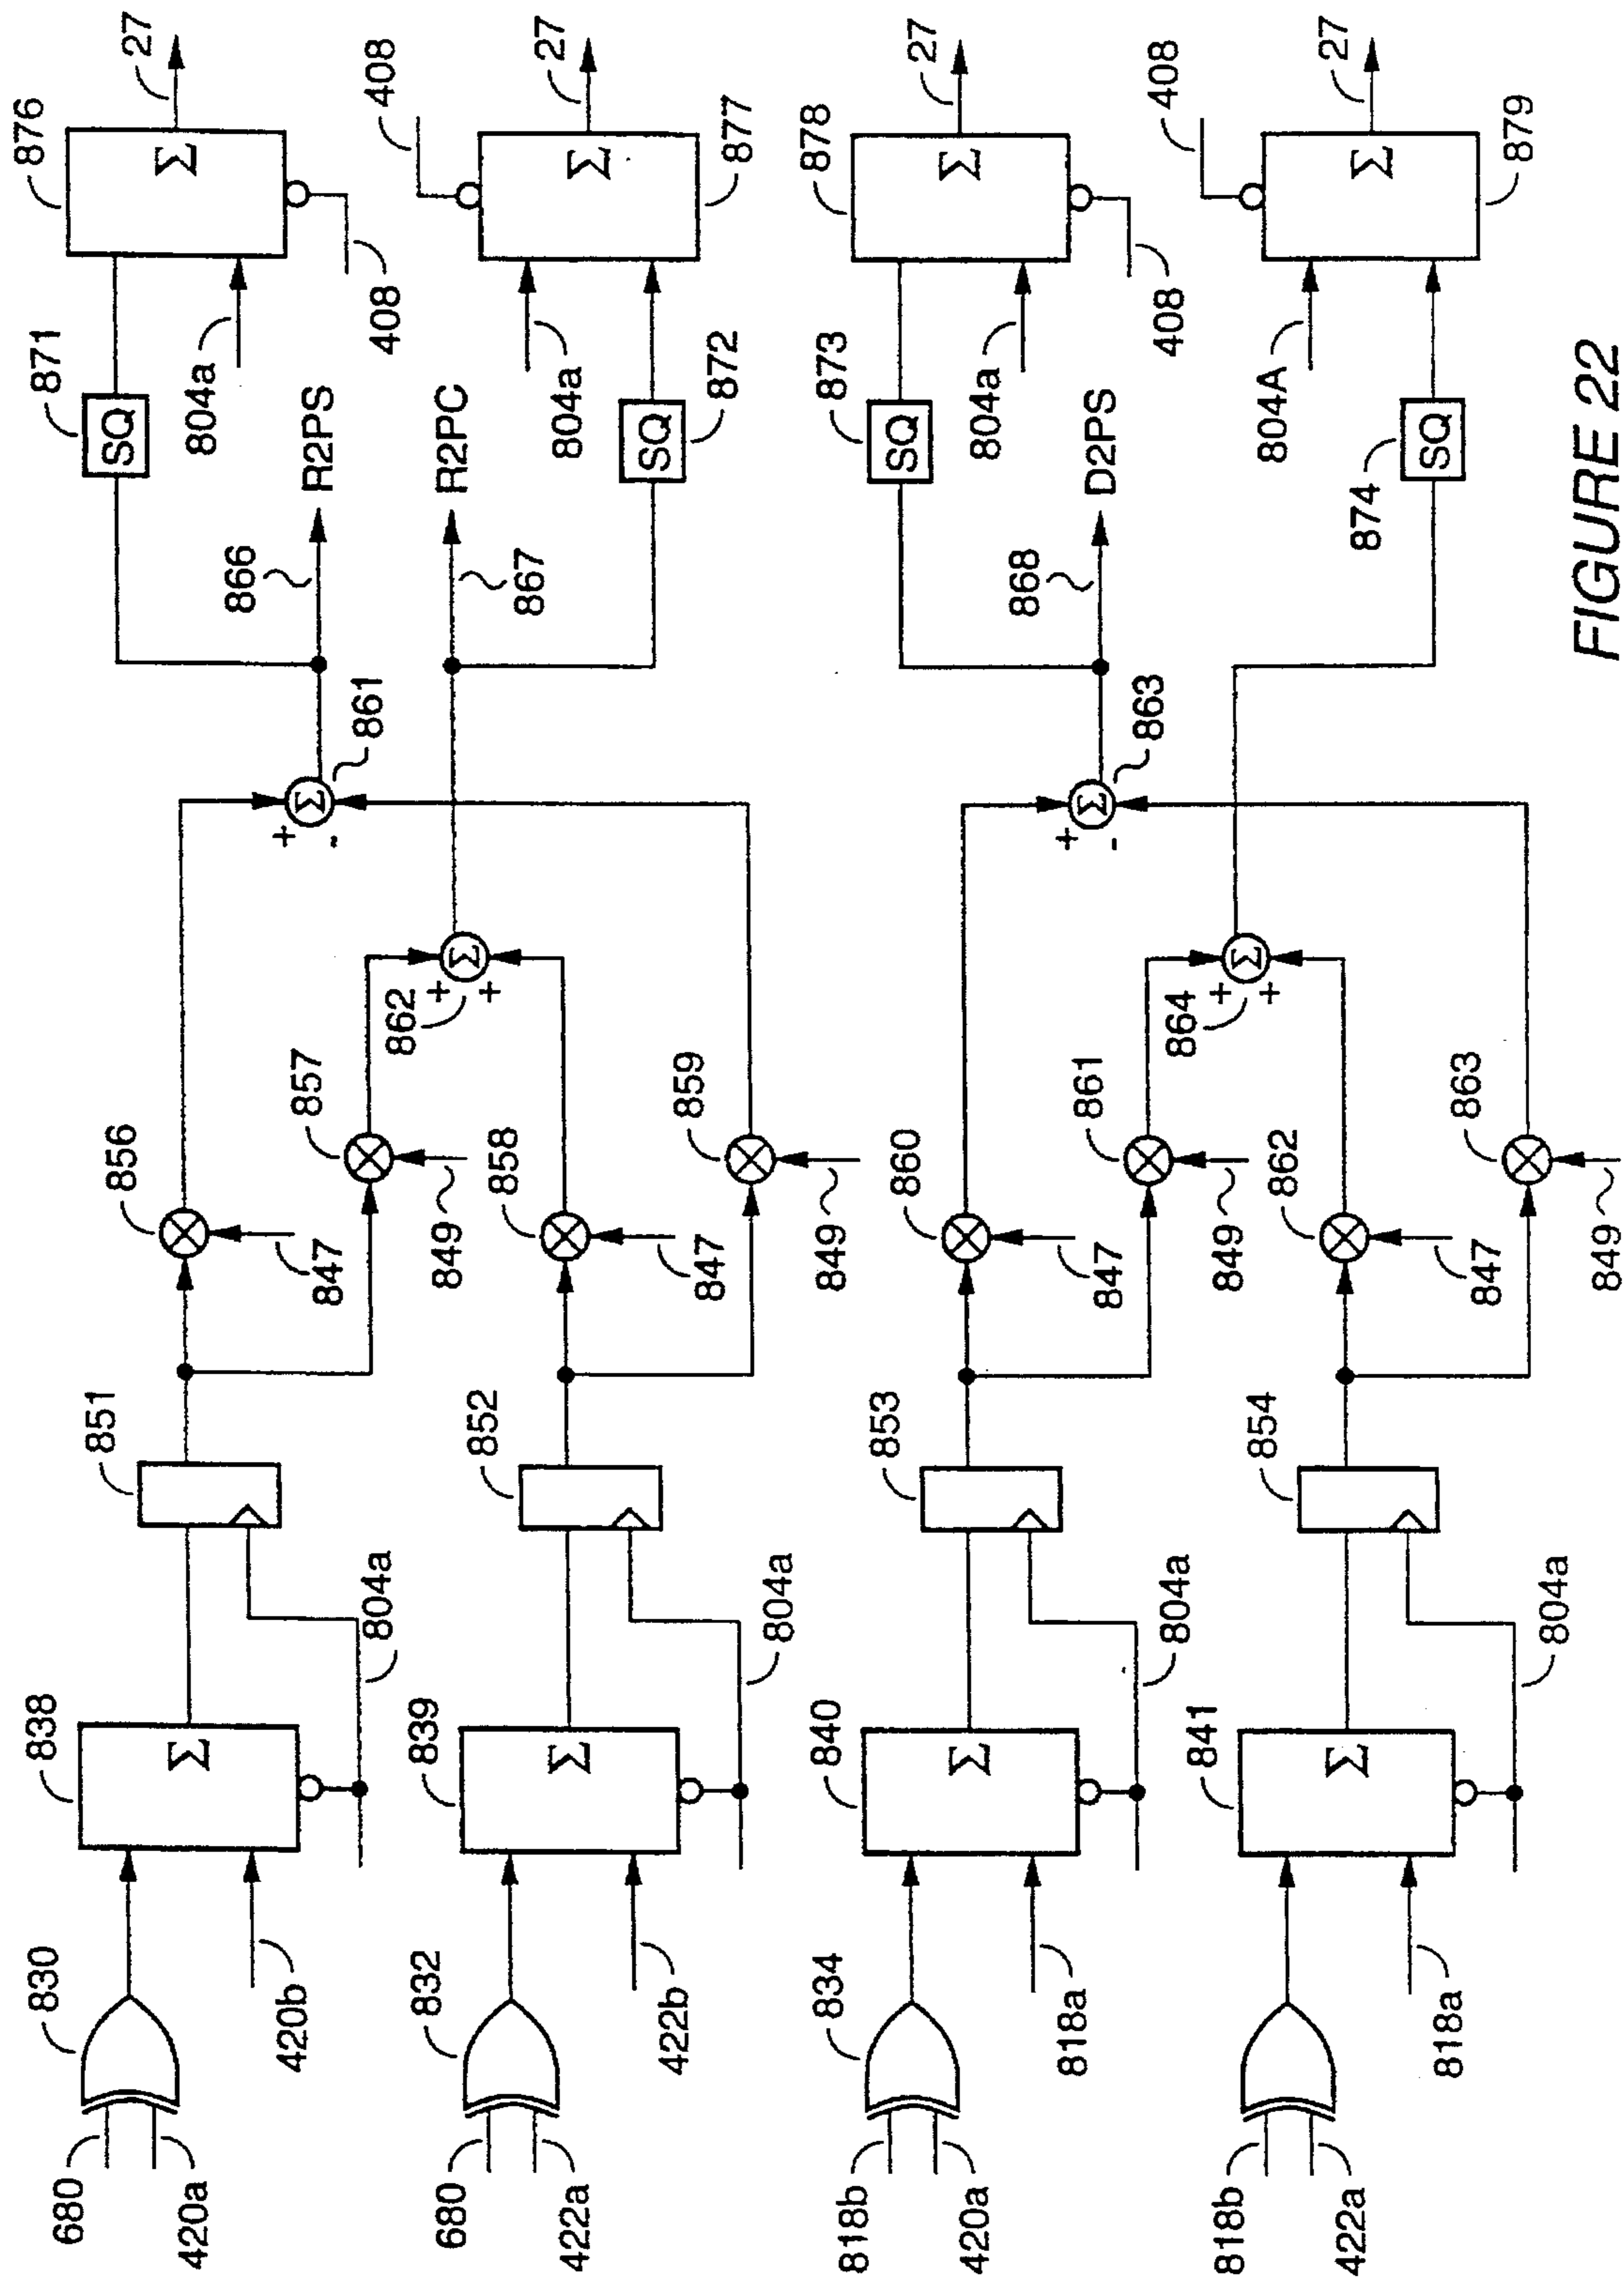 830
680
420a
420b
838
804a
851
856
847
857
849
861
+
-
866
R2PS
871
SQ
804a
876
Σ
Σ
Σ
27
408
832
680
422a
422b
839
Σ
804a
852
858
847
859
849
862
+
+
Σ
867
R2PC
872
SQ
804a
877
Σ
27
408
834
818b
420a
818a
840
Σ
804a
853
860
847
861
849
863
+
-
Σ
868
D2PS
873
SQ
804a
878
Σ
27
408
818b
422a
818a
841
Σ
804a
854
862
847
863
849
864
+
+
Σ
874
SQ
804A
879
Σ
27
408
FIGURE 22